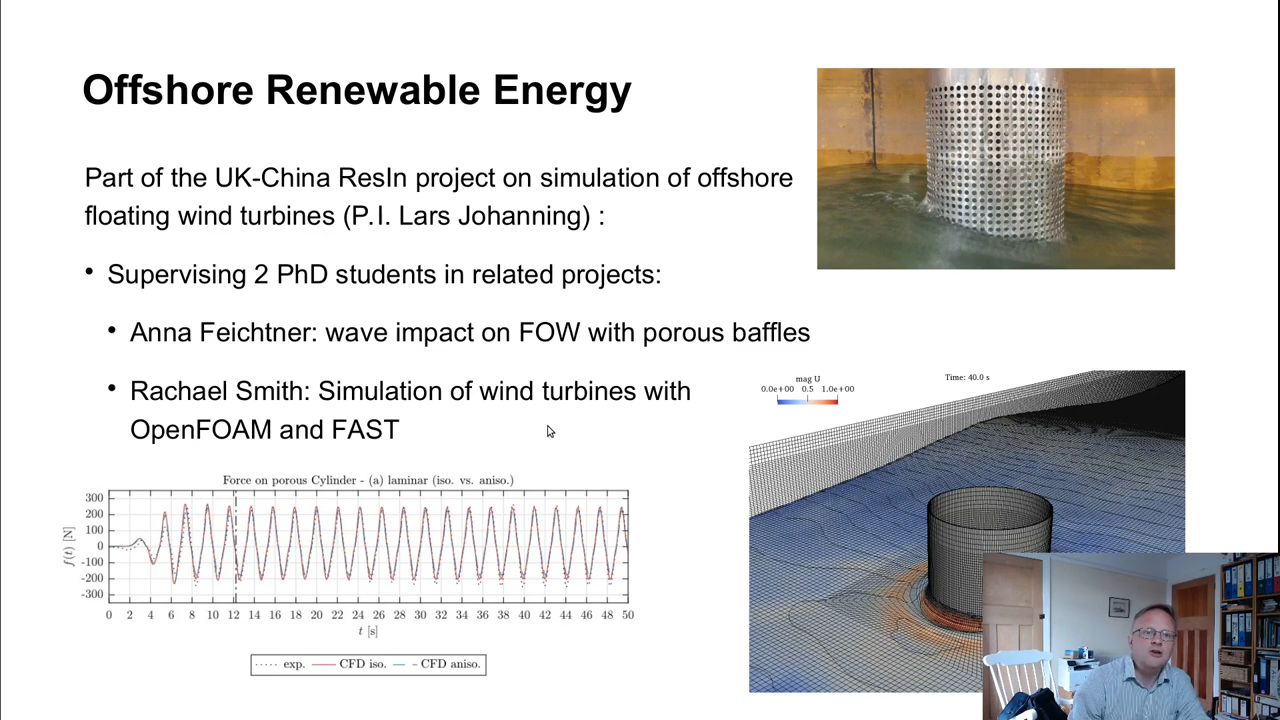 Offshore Renewable Energy
Part of the UK-China ResIn project on simulation of offshore
floating wind turbines (P.I. Lars Johanning) :
• Supervising 2 PhD students in related projects:
• Anna Feichtner: wave impact on FOW with porous baffles
• Rachael Smith: Simulation of wind turbines with
OpenFOAM and FAST
mag U
0.0e+00 0.5 1.0e+00
Time: 40.0 s
Force on porous Cylinder - (a) laminar (iso. vs. aniso.)
300
200
100
0
-100
-200
-300
f(t) [N]
0 2 4 6 8 10 12 14 16 18 20 22 24 26 28 30 32 34 36 38 40 42 44 46 48 50
t [s]
exp. CFD iso. CFD aniso.